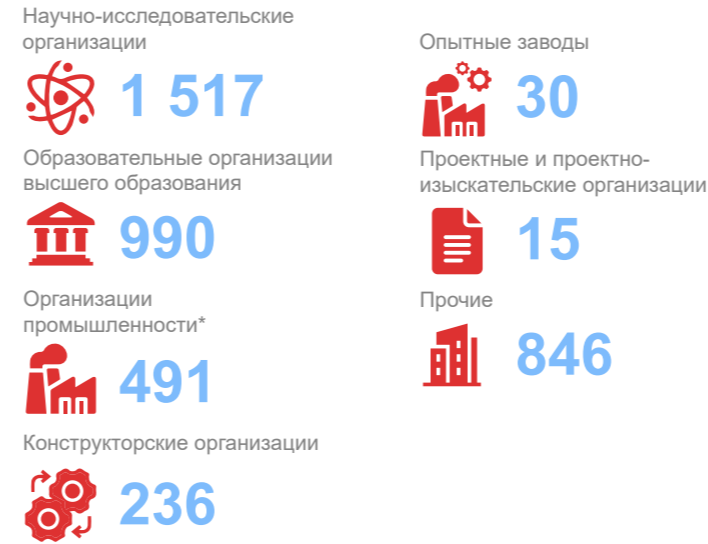 Научно-исследовательские
организации
1 517
Образовательные организации
высшего образования
990
Организации
промышленности*
491
Конструкторские организации
236
Опытные заводы
30
Проектные и проектно-
изыскательские организации
15
Прочие
846